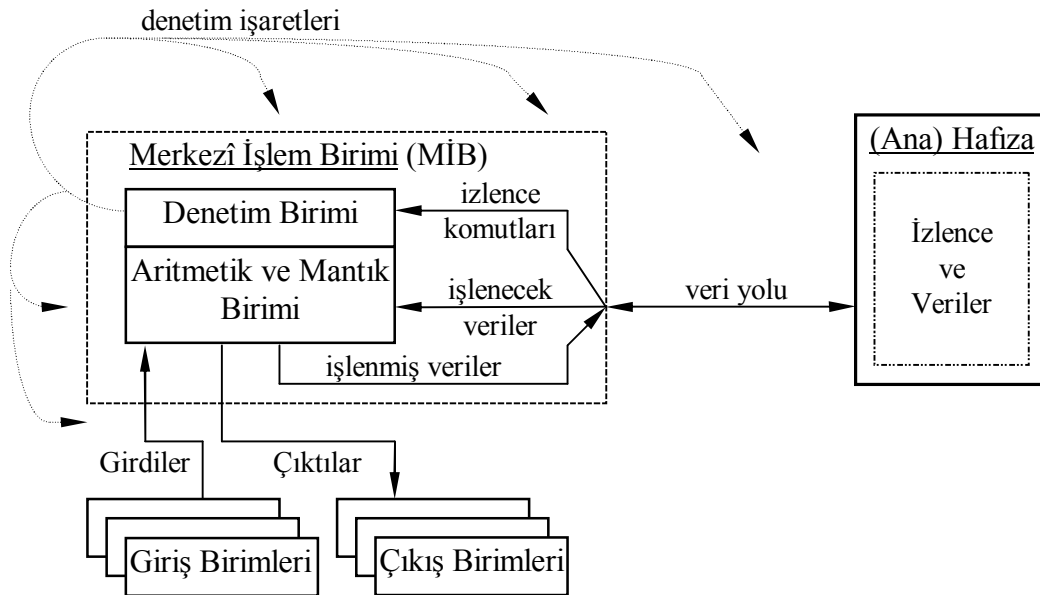 denetim işaretleri
Merkezî İşlem Birimi (MİB)
Denetim Birimi
Aritmetik ve Mantık
Birimi
izlence
komutları
işlenecek
veriler
işlenmiş veriler
veri yolu
(Ana) Hafıza
İzlence
ve
Veriler
Girdiler
Çıktılar
Giriş Birimleri
Çıkış Birimleri